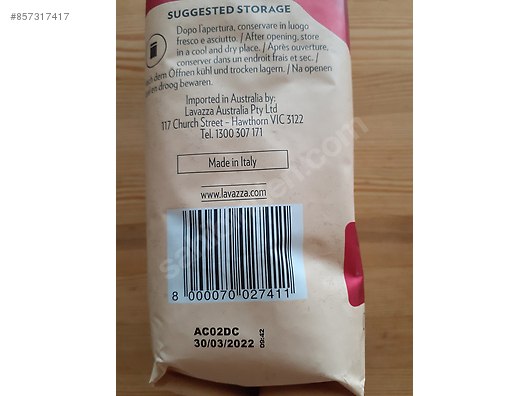 #857317417
SUGGESTED STORAGE
Dopo l'apertura, conservare in luogo
fresco e asciutto. / After opening, store
in a cool and dry place. / Après ouverture,
conserver dans un endroit frais et sec. /
dem Öffnen kühl und trocken lagern. / Na openen
en droog bewaren.
Imported in Australia by:
Lavazza Australia Pty Ltd
117 Church Street - Hawthorn VIC 3122
Tel. 1300 307 171
Made in Italy
www.lavazza.com
8 000070 027411
AC02DC
30/03/2022
09:42